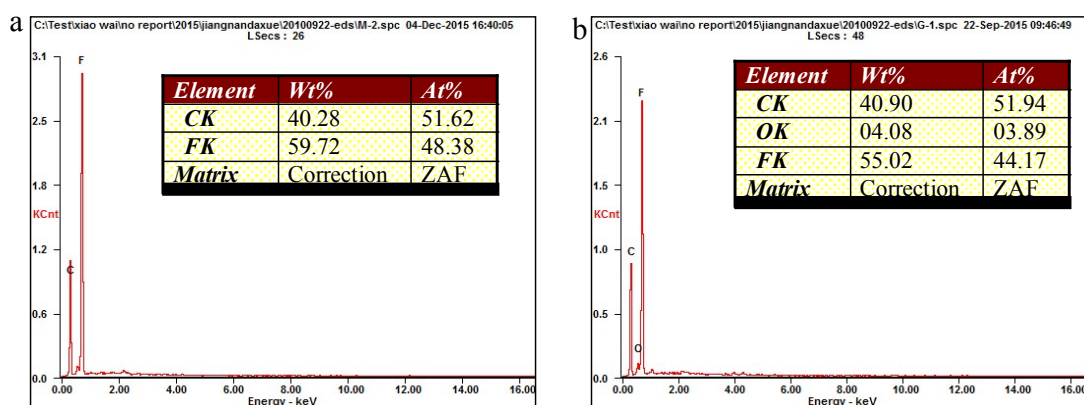 a
C:\Test\xiao wai\no report\2015\jiangnandaxue\20100922-eds\M-2.spc 04-Dec-2015 16:40:05
LSecs : 26
3.1
2.5
1.8
KCnt
1.2
0.6
0.0
F
C
Element Wt% At%
CK 40.28 51.62
FK 59.72 48.38
Matrix Correction ZAF
0.00 2.00 4.00 6.00 8.00 10.00 12.00 14.00 16.00
Energy - keV
b
C:\Test\xiao wai\no report\2015\jiangnandaxue\20100922-eds\G-1.spc 22-Sep-2015 09:46:49
LSecs : 48
2.6
2.1
1.5
KCnt
1.0
0.5
0.0
F
C
O
Element Wt% At%
CK 40.90 51.94
OK 04.08 03.89
FK 55.02 44.17
Matrix Correction ZAF
0.00 2.00 4.00 6.00 8.00 10.00 12.00 14.00 16.00
Energy - keV